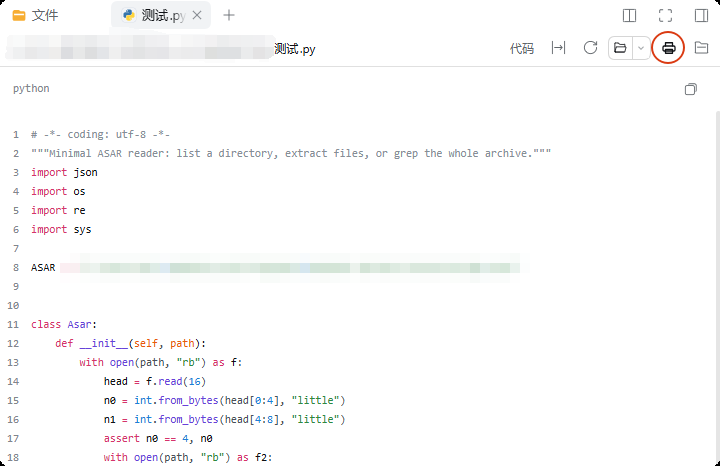 文件 测试.py
测试.py 代码
python
1 # -*- coding: utf-8 -*-
2 """Minimal ASAR reader: list a directory, extract files, or grep the whole archive."""
3 import json
4 import os
5 import re
6 import sys
7
8 ASAR
9
10
11 class Asar:
12     def __init__(self, path):
13         with open(path, "rb") as f:
14             head = f.read(16)
15             n0 = int.from_bytes(head[0:4], "little")
16             n1 = int.from_bytes(head[4:8], "little")
17             assert n0 == 4, n0
18             with open(path, "rb") as f2: